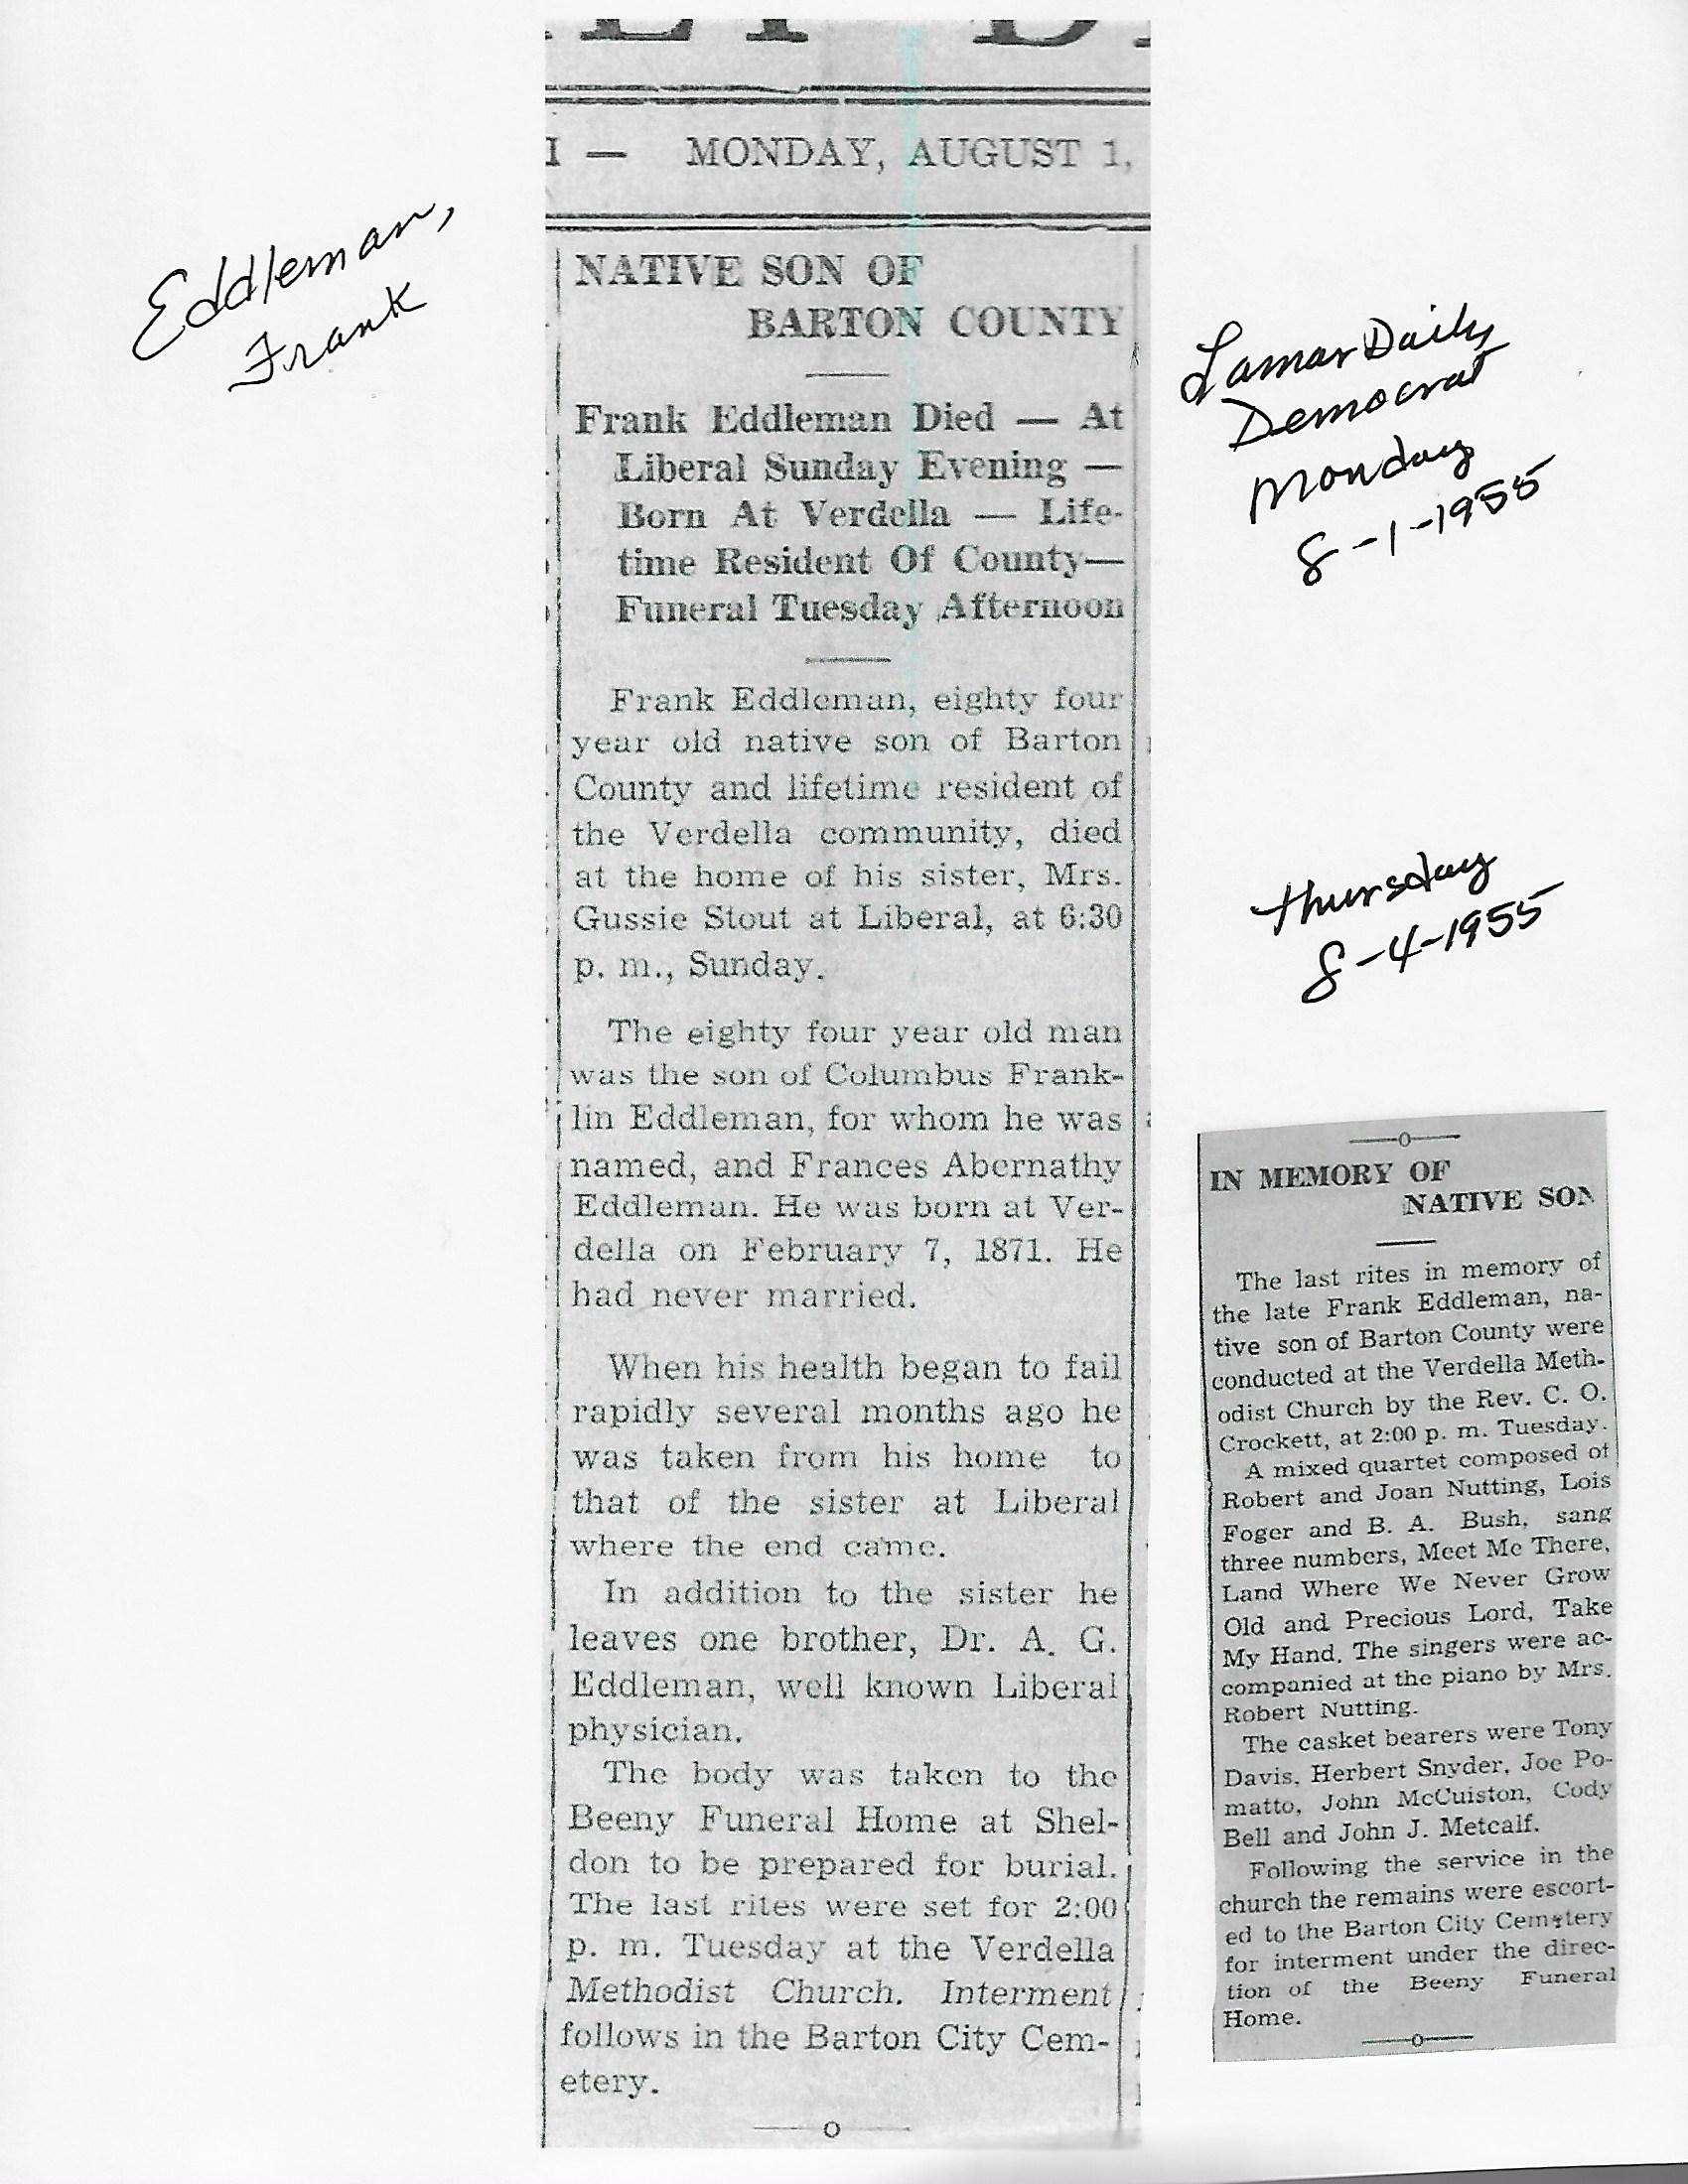 Eddleman,
Frank
I — MONDAY, AUGUST 1,
NATIVE SON OF
BARTON COUNTY
Frank Eddleman Died — At
Liberal Sunday Evening —
Born At Verdella — Life-
time Resident Of County—
Funeral Tuesday Afternoon
Frank Eddleman, eighty four
year old native son of Barton
County and lifetime resident of
the Verdella community, died
at the home of his sister, Mrs.
Gussie Stout at Liberal, at 6:30
p. m., Sunday.
The eighty four year old man
was the son of Columbus Frank-
lin Eddleman, for whom he was
named, and Frances Abernathy
Eddleman. He was born at Ver-
della on February 7, 1871. He
had never married.
When his health began to fail
rapidly several months ago he
was taken from his home to
that of the sister at Liberal
where the end came.
In addition to the sister he
leaves one brother, Dr. A. G.
Eddleman, well known Liberal
physician.
The body was taken to the
Beeny Funeral Home at Shel-
don to be prepared for burial.
The last rites were set for 2:00
p. m. Tuesday at the Verdella
Methodist Church. Interment
follows in the Barton City Cem-
etery.
Lamar Daily
Democrat
Monday
8-1-1955
Thursday
8-4-1955
IN MEMORY OF
NATIVE SON
The last rites in memory of
the late Frank Eddleman, na-
tive son of Barton County were
conducted at the Verdella Meth-
odist Church by the Rev. C. O.
Crockett, at 2:00 p. m. Tuesday.
A mixed quartet composed of
Robert and Joan Nutting, Lois
Foger and B. A. Bush, sang
three numbers, Meet Me There,
Land Where We Never Grow
Old and Precious Lord, Take
My Hand. The singers were ac-
companied at the piano by Mrs.
Robert Nutting.
The casket bearers were Tony
Davis, Herbert Snyder, Joe Po-
matto, John McCuiston, Cody
Bell and John J. Metcalf.
Following the service in the
church the remains were escort-
ed to the Barton City Cemetery
for interment under the direc-
tion of the Beeny Funeral
Home.